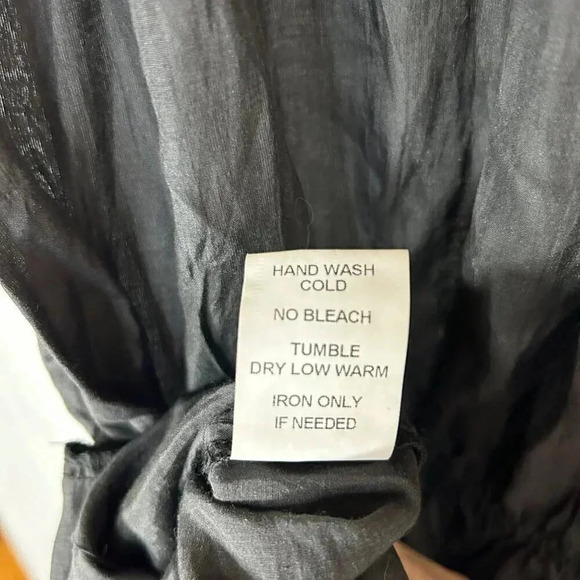 HAND WASH
COLD
NO BLEACH
TUMBLE
DRY LOW WARM
IRON ONLY
IF NEEDED